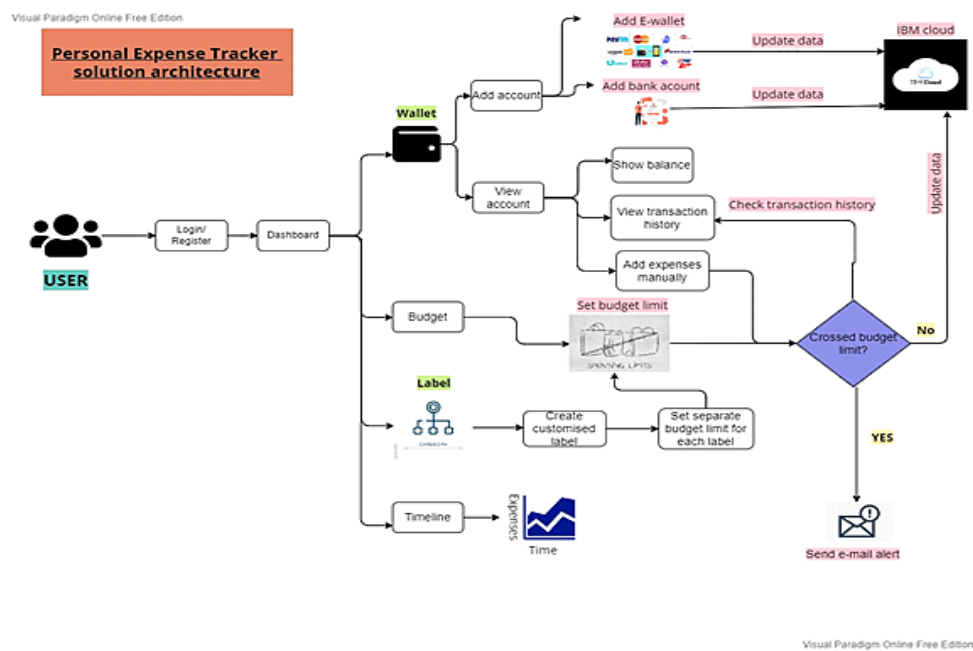 Visual Paradigm Online Free Edition
Personal Expense Tracker
solution architecture
Add E-wallet
Update data
IBM cloud
Add bank acount
Update data
Add account
Wallet
Update data
Show balance
View
account
View transaction
history
Check transaction history
Login/
Register
Dashboard
USER
Add expenses
manually
Set budget limit
Budget
Crossed budget
limit?
No
Label
Create
customised
label
Set separate
budget limit for
each label
YES
Timeline
Expenses
Time
Send e-mail alert
Visual Paradigm Online Free Edition